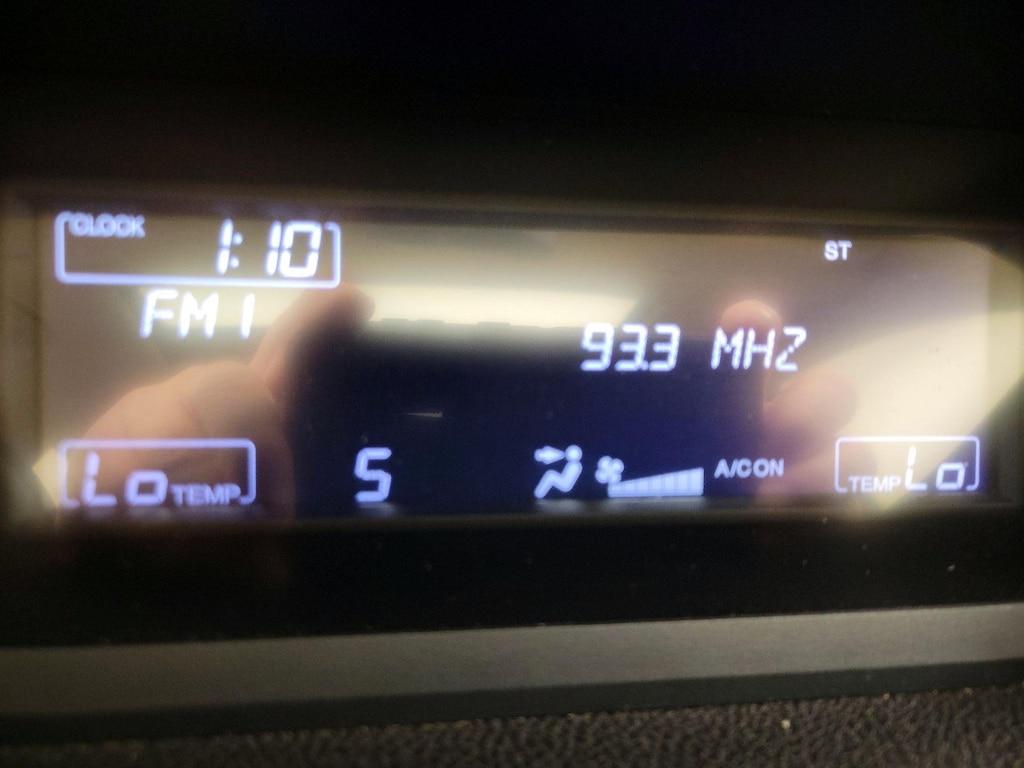 CLOCK 1:10
ST
FM 1
93.3 MHZ
Lo TEMP 5 A/CON TEMP Lo